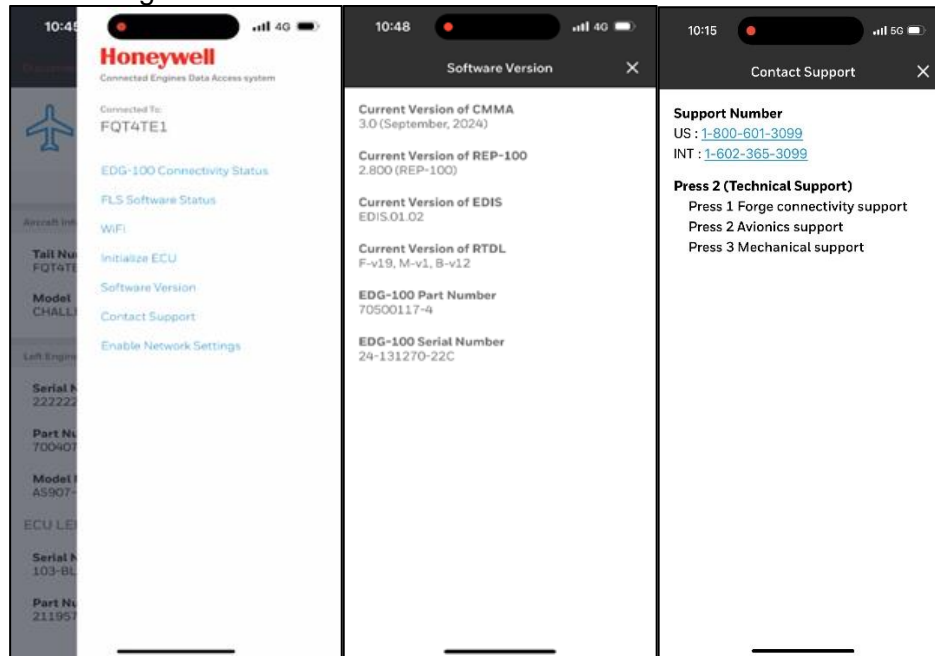 10:45
4G
Honeywell
Connected Engines Data Access system
Connected To:
FQT4TE1
EDG-100 Connectivity Status
FLS Software Status
WiFi
Initialize ECU
Software Version
Contact Support
Enable Network Settings
Aircraft
Tail
FQT4TE
Model
CHALL
Left Engine
Serial
222222
Part
700407
Model
AS907-
ECU
Serial
103-BL
Part
211957
10:48
4G
Software Version ×
Current Version of CMMA
3.0 (September, 2024)
Current Version of REP-100
2.800 (REP-100)
Current Version of EDIS
EDIS.01.02
Current Version of RTDL
F-v19, M-v1, B-v12
EDG-100 Part Number
70500117-4
EDG-100 Serial Number
24-131270-22C
10:15
5G
Contact Support ×
Support Number
US : 1-800-601-3099
INT : 1-602-365-3099
Press 2 (Technical Support)
Press 1 Forge connectivity support
Press 2 Avionics support
Press 3 Mechanical support